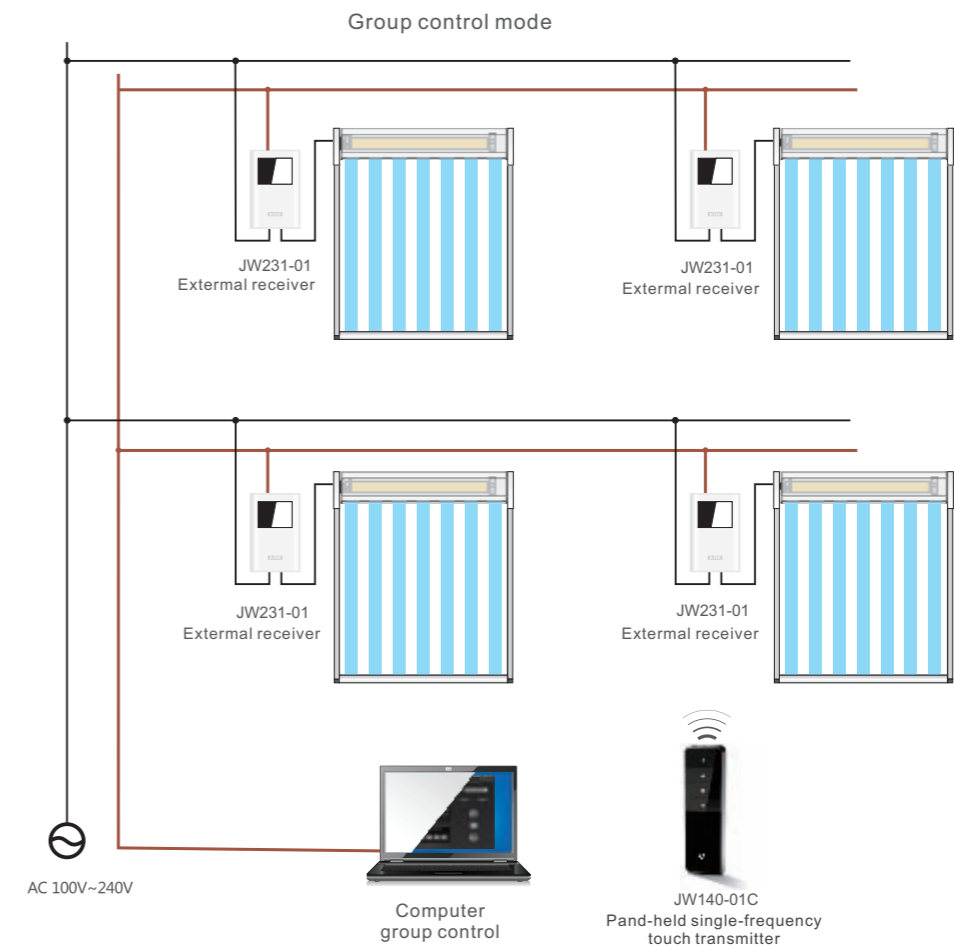 Group control mode
JW231-01
Extermal receiver
JW231-01
Extermal receiver
JW231-01
Extermal receiver
JW231-01
Extermal receiver
AC 100V~240V
Computer
group control
JW140-01C
Pand-held single-frequency
touch transmitter